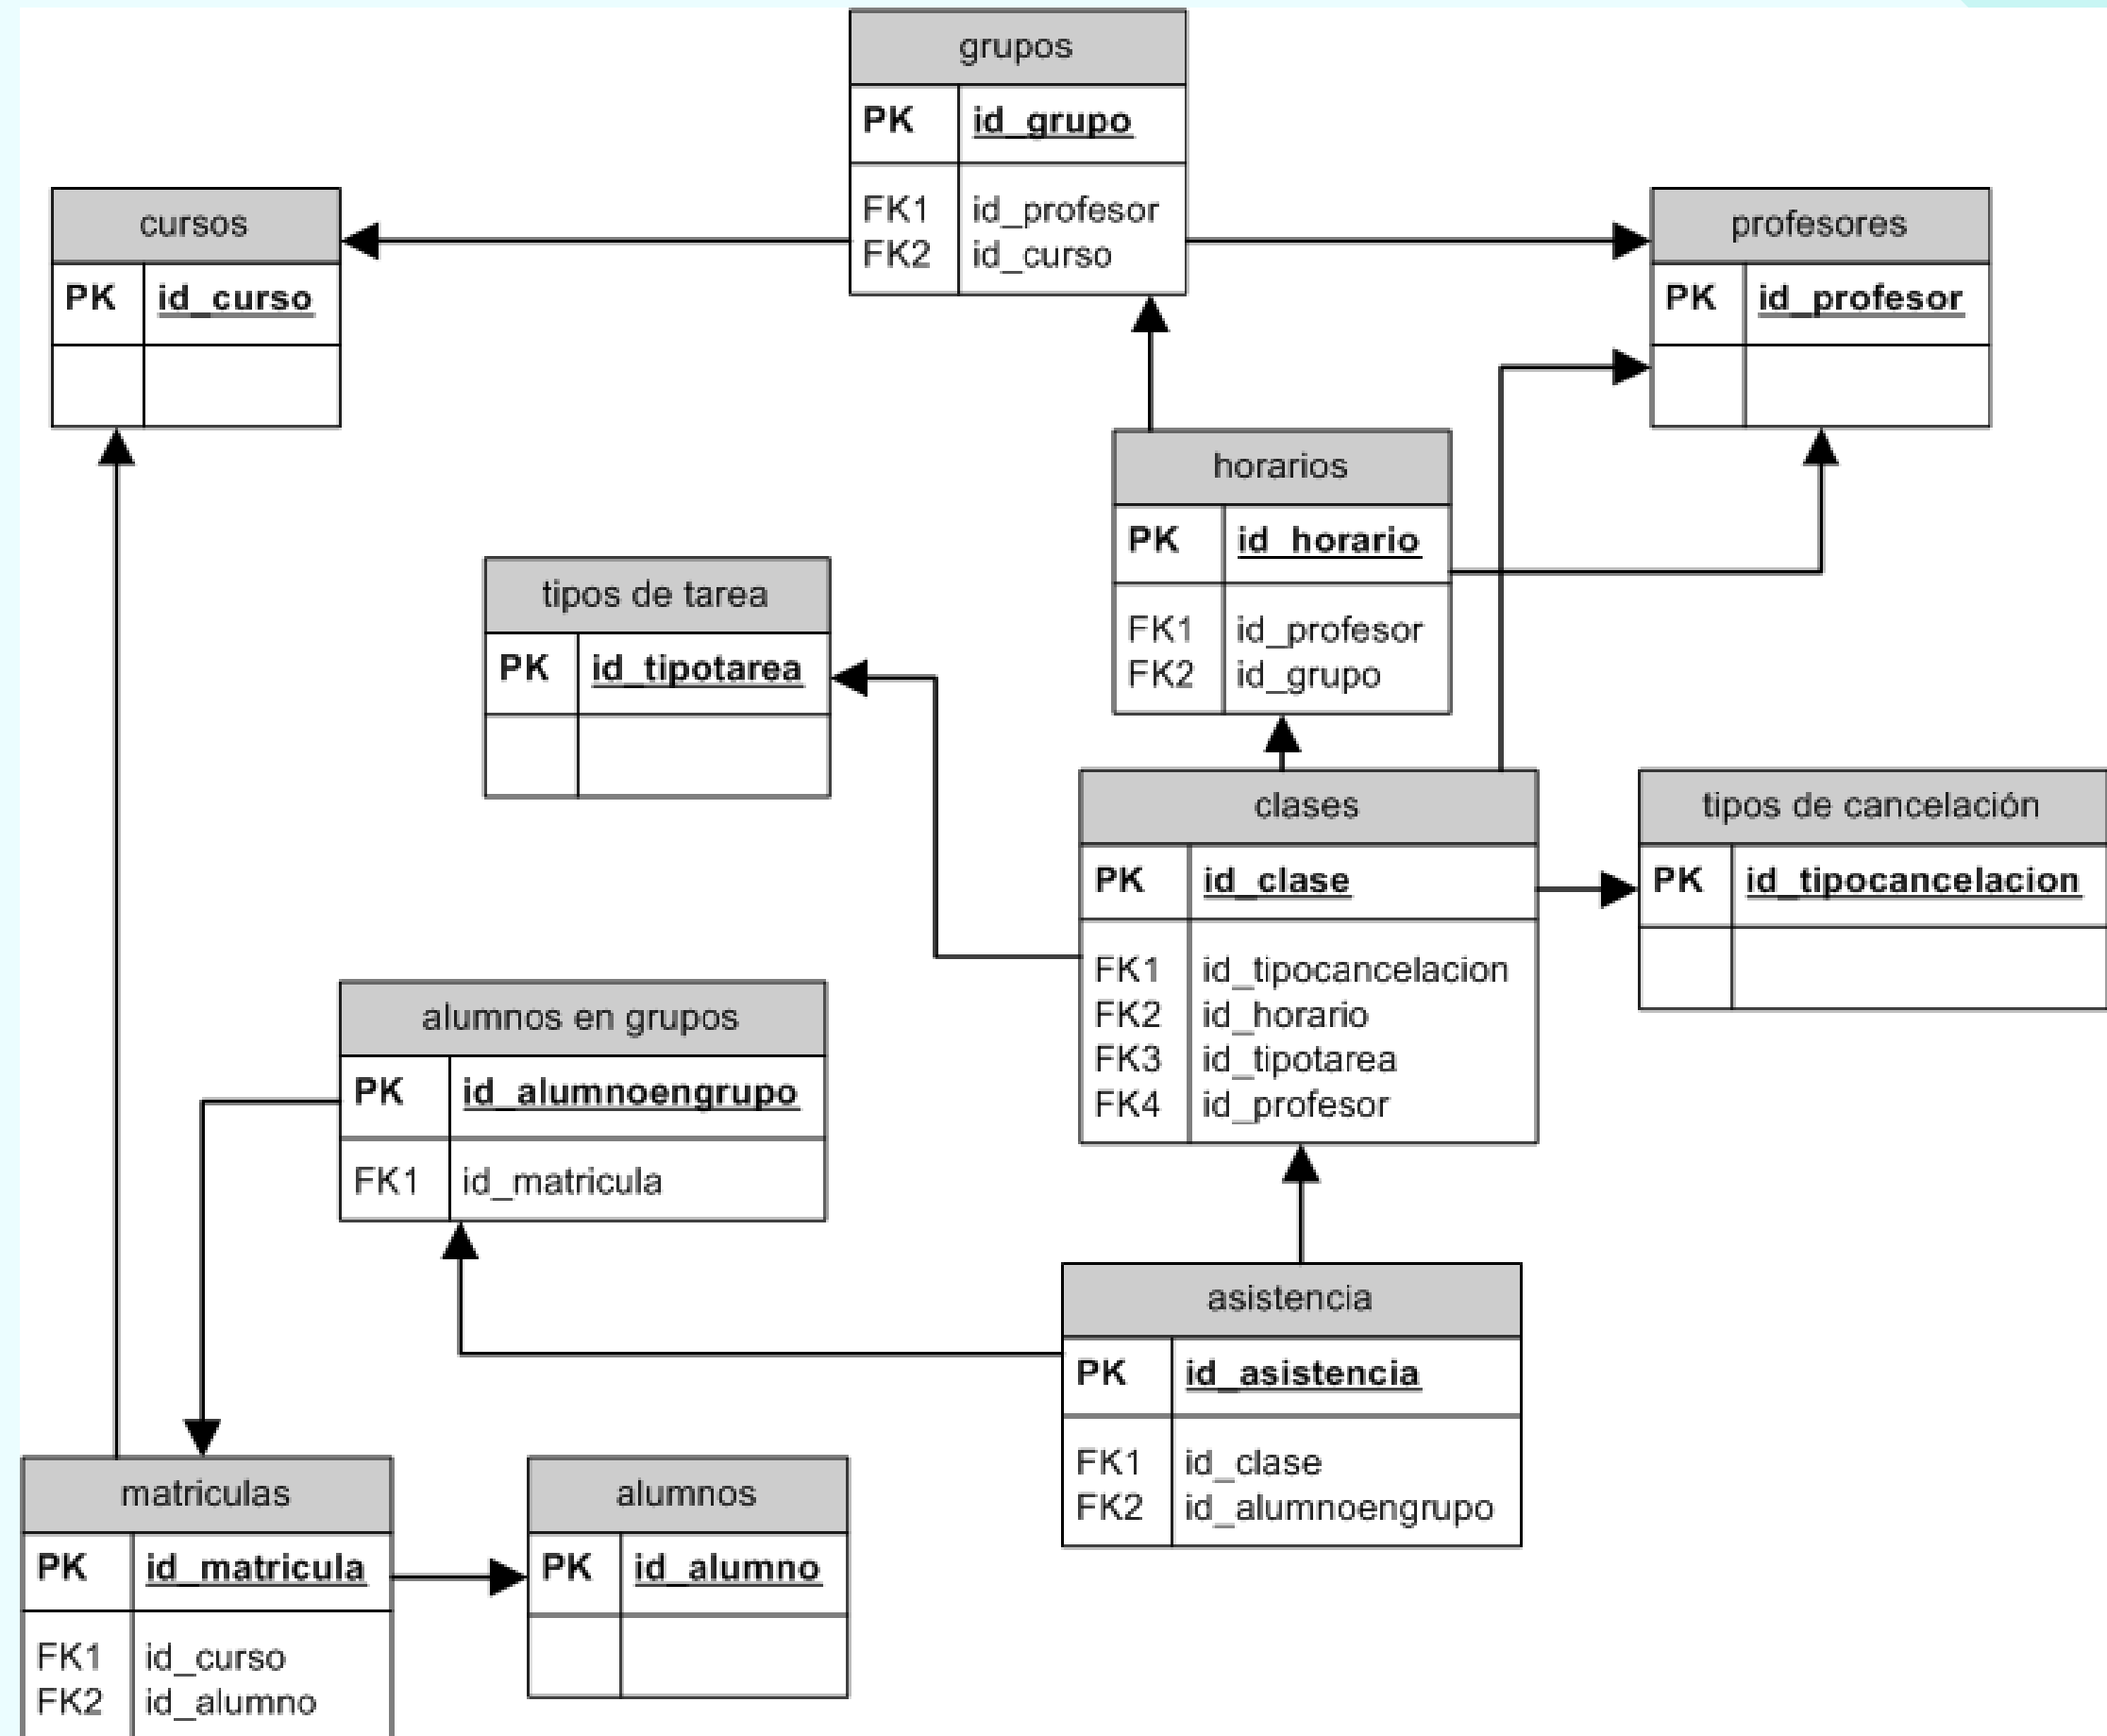 grupos
PK id_grupo
FK1 id_profesor
FK2 id_curso
cursos
PK id_curso
profesores
PK id_profesor
horarios
PK id_horario
FK1 id_profesor
FK2 id_grupo
tipos de tarea
PK id_tipotarea
clases
PK id_clase
FK1 id_tipocancelacion
FK2 id_horario
FK3 id_tipotarea
FK4 id_profesor
tipos de cancelación
PK id_tipocancelacion
alumnos en grupos
PK id_alumnoengrupo
FK1 id_matricula
asistencia
PK id_asistencia
FK1 id_clase
FK2 id_alumnoengrupo
matriculas
PK id_matricula
FK1 id_curso
FK2 id_alumno
alumnos
PK id_alumno